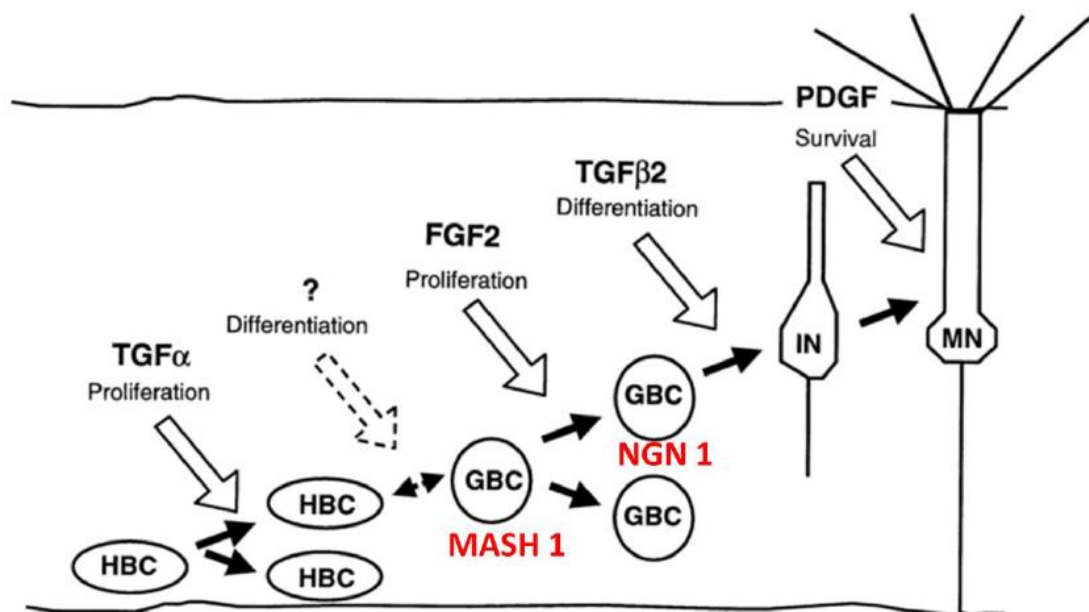 PDGF
Survival
TGFβ2
Differentiation
FGF2
Proliferation
?
Differentiation
TGFα
Proliferation
IN
MN
GBC
NGN 1
GBC
MASH 1
GBC
HBC
HBC
HBC